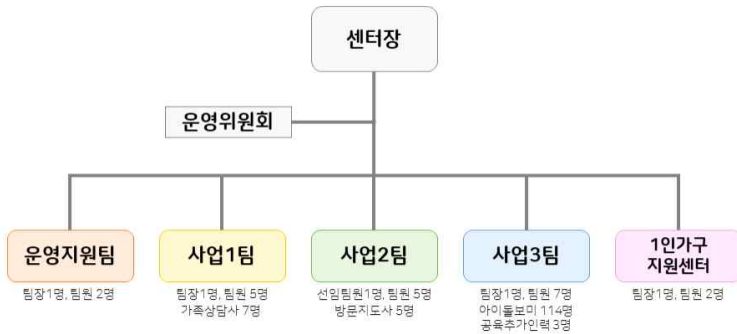 센터장
운영위원회
운영지원팀
팀장1명, 팀원 2명
사업1팀
팀장1명, 팀원 5명
가족상담사 7명
사업2팀
선임팀원1명, 팀원 5명
방문지도사 5명
사업3팀
팀장1명, 팀원 7명
아이돌보미 114명
공육추가인력 3명
1인가구
지원센터
팀장1명, 팀원 2명